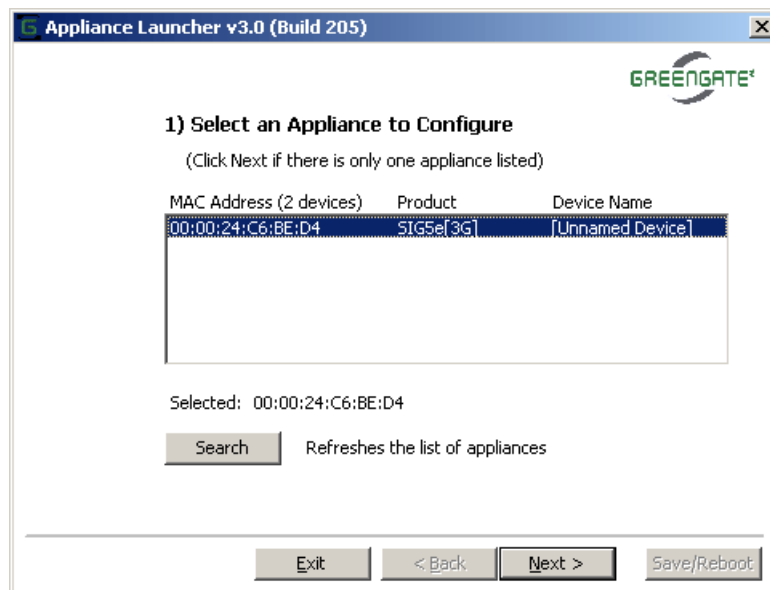 Appliance Launcher v3.0 (Build 205)
GREENGATE
1) Select an Appliance to Configure
(Click Next if there is only one appliance listed)
MAC Address (2 devices) Product Device Name
00:00:24:C6:BE:D4 SIG5e[3G] [Unnamed Device]
Selected: 00:00:24:C6:BE:D4
Search Refreshes the list of appliances
Exit < Back Next > Save/Reboot